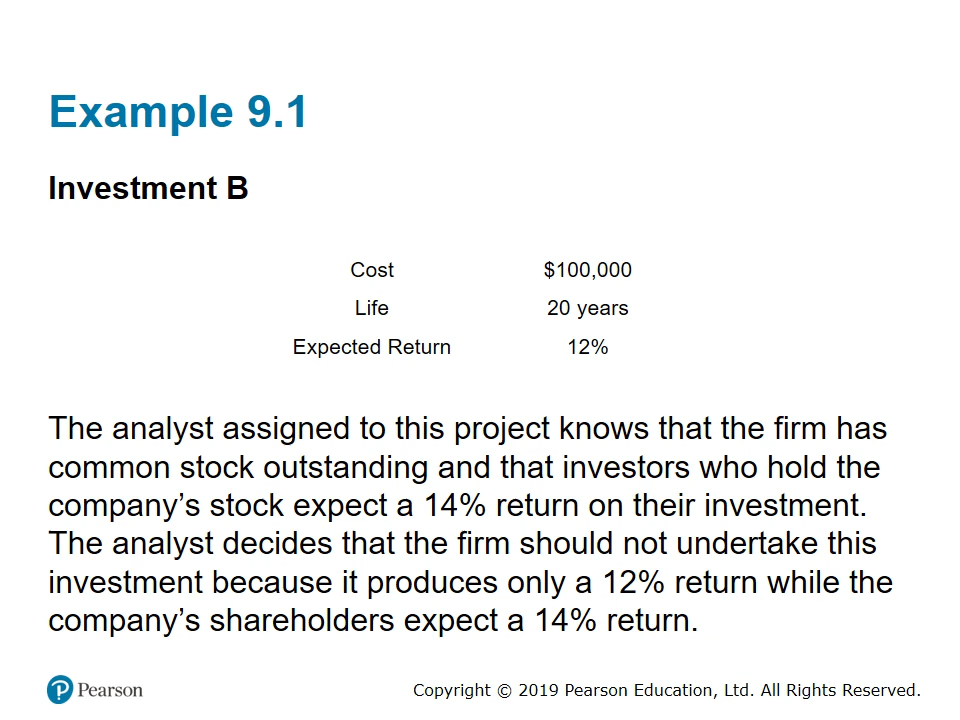 Example 9.1
Investment B
Cost $100,000
Life 20 years
Expected Return 12%
The analyst assigned to this project knows that the firm has
common stock outstanding and that investors who hold the
company’s stock expect a 14% return on their investment.
The analyst decides that the firm should not undertake this
investment because it produces only a 12% return while the
company’s shareholders expect a 14% return.
Pearson Copyright © 2019 Pearson Education, Ltd. All Rights Reserved.